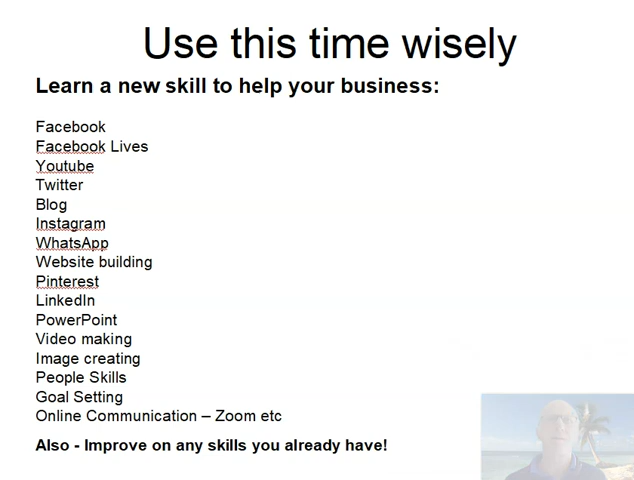 Use this time wisely
Learn a new skill to help your business:
Facebook
Facebook Lives
Youtube
Twitter
Blog
Instagram
WhatsApp
Website building
Pinterest
LinkedIn
PowerPoint
Video making
Image creating
People Skills
Goal Setting
Online Communication – Zoom etc
Also - Improve on any skills you already have!